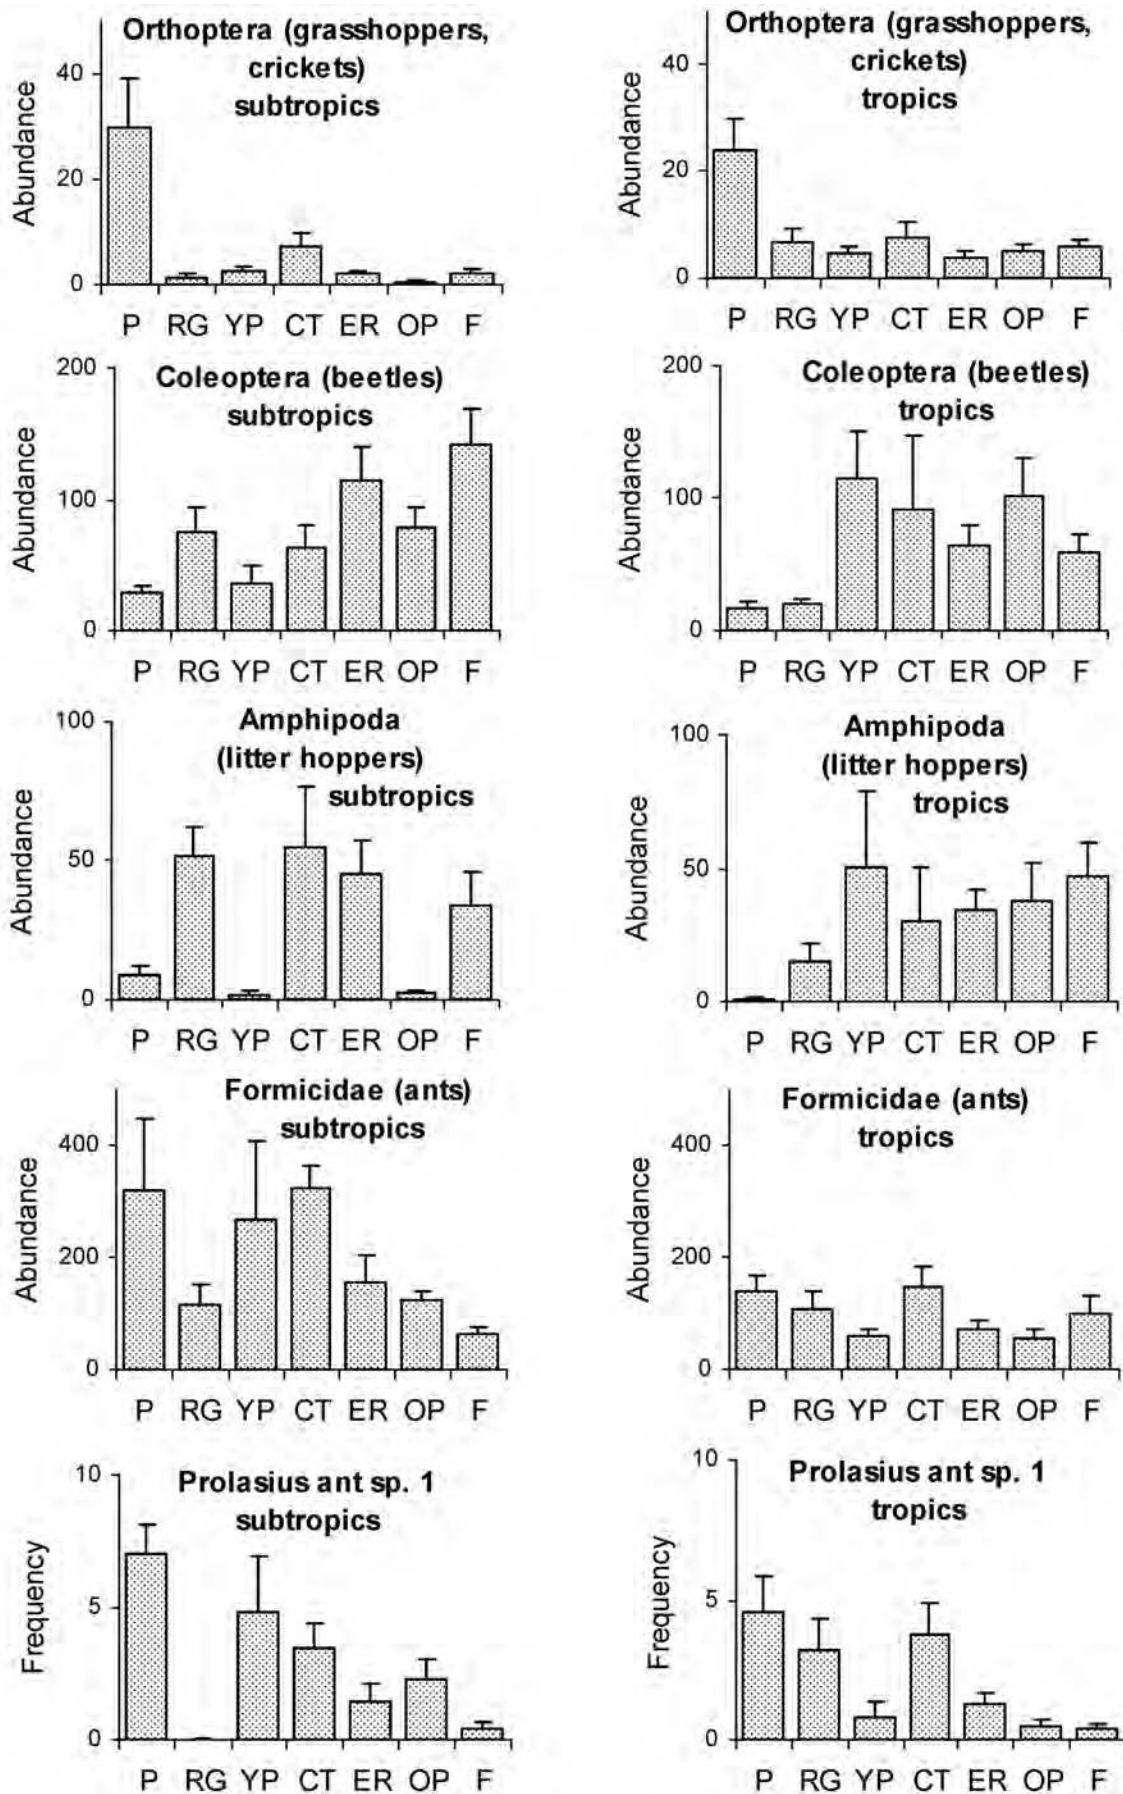 Orthoptera (grasshoppers,
crickets)
subtropics
Abundance
40
20
0
P RG YP CT ER OP F
Orthoptera (grasshoppers,
crickets)
tropics
Abundance
40
20
0
P RG YP CT ER OP F
Coleoptera (beetles)
subtropics
Abundance
200
100
0
P RG YP CT ER OP F
Coleoptera (beetles)
tropics
Abundance
200
100
0
P RG YP CT ER OP F
Amphipoda
(litter hoppers)
subtropics
Abundance
100
50
0
P RG YP CT ER OP F
Amphipoda
(litter hoppers)
tropics
Abundance
100
50
0
P RG YP CT ER OP F
Formicidae (ants)
subtropics
Abundance
400
200
0
P RG YP CT ER OP F
Formicidae (ants)
tropics
Abundance
400
200
0
P RG YP CT ER OP F
Prolasius ant sp. 1
subtropics
Frequency
10
5
0
P RG YP CT ER OP F
Prolasius ant sp. 1
tropics
Frequency
10
5
0
P RG YP CT ER OP F